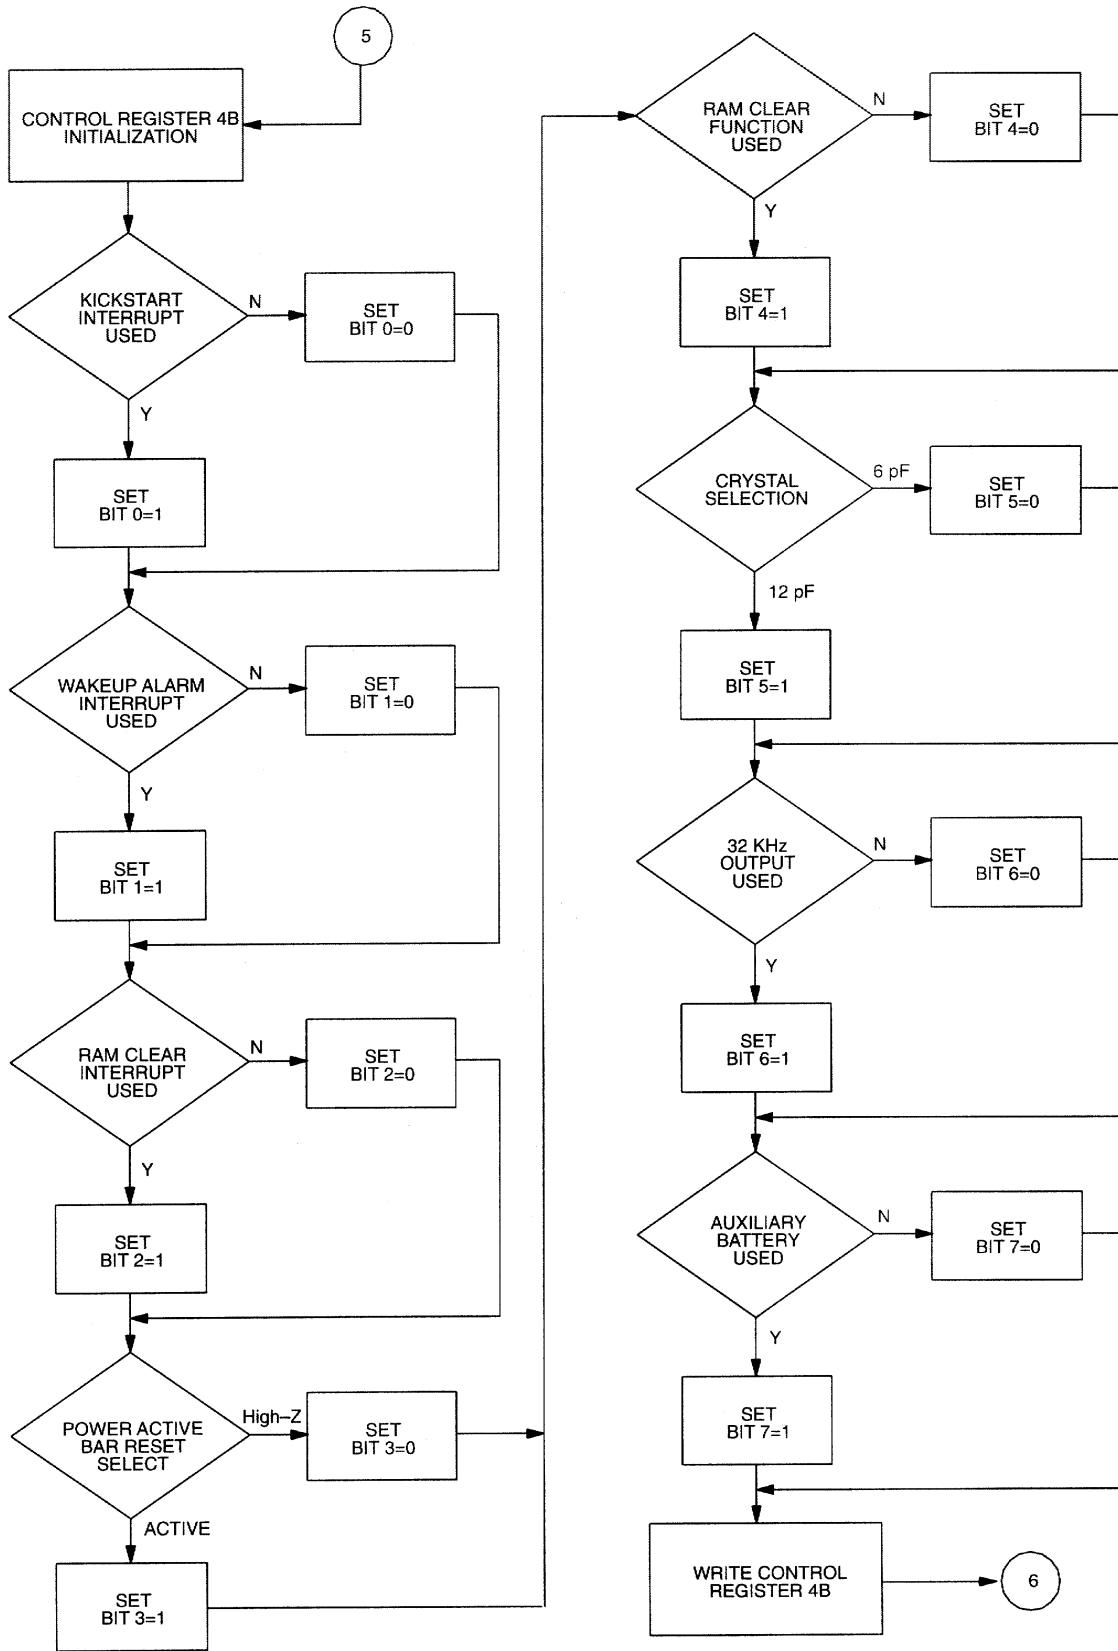 5
CONTROL REGISTER 4B
INITIALIZATION
KICKSTART
INTERRUPT
USED
N
SET
BIT 0=0
Y
SET
BIT 0=1
WAKEUP ALARM
INTERRUPT
USED
N
SET
BIT 1=0
Y
SET
BIT 1=1
RAM CLEAR
INTERRUPT
USED
N
SET
BIT 2=0
Y
SET
BIT 2=1
POWER ACTIVE
BAR RESET
SELECT
High–Z
SET
BIT 3=0
ACTIVE
SET
BIT 3=1
RAM CLEAR
FUNCTION
USED
N
SET
BIT 4=0
Y
SET
BIT 4=1
CRYSTAL
SELECTION
6 pF
SET
BIT 5=0
12 pF
SET
BIT 5=1
32 KHz
OUTPUT
USED
N
SET
BIT 6=0
Y
SET
BIT 6=1
AUXILIARY
BATTERY
USED
N
SET
BIT 7=0
Y
SET
BIT 7=1
WRITE CONTROL
REGISTER 4B
6